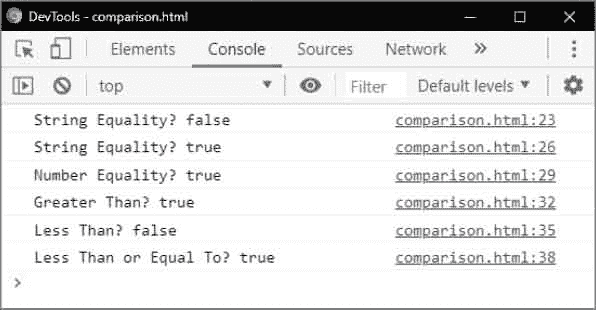 DevTools - comparison.html
Elements Console Sources Network »
top Filter Default levels
String Equality? false comparison.html:23
String Equality? true comparison.html:26
Number Equality? true comparison.html:29
Greater Than? true comparison.html:32
Less Than? false comparison.html:35
Less Than or Equal To? true comparison.html:38
>